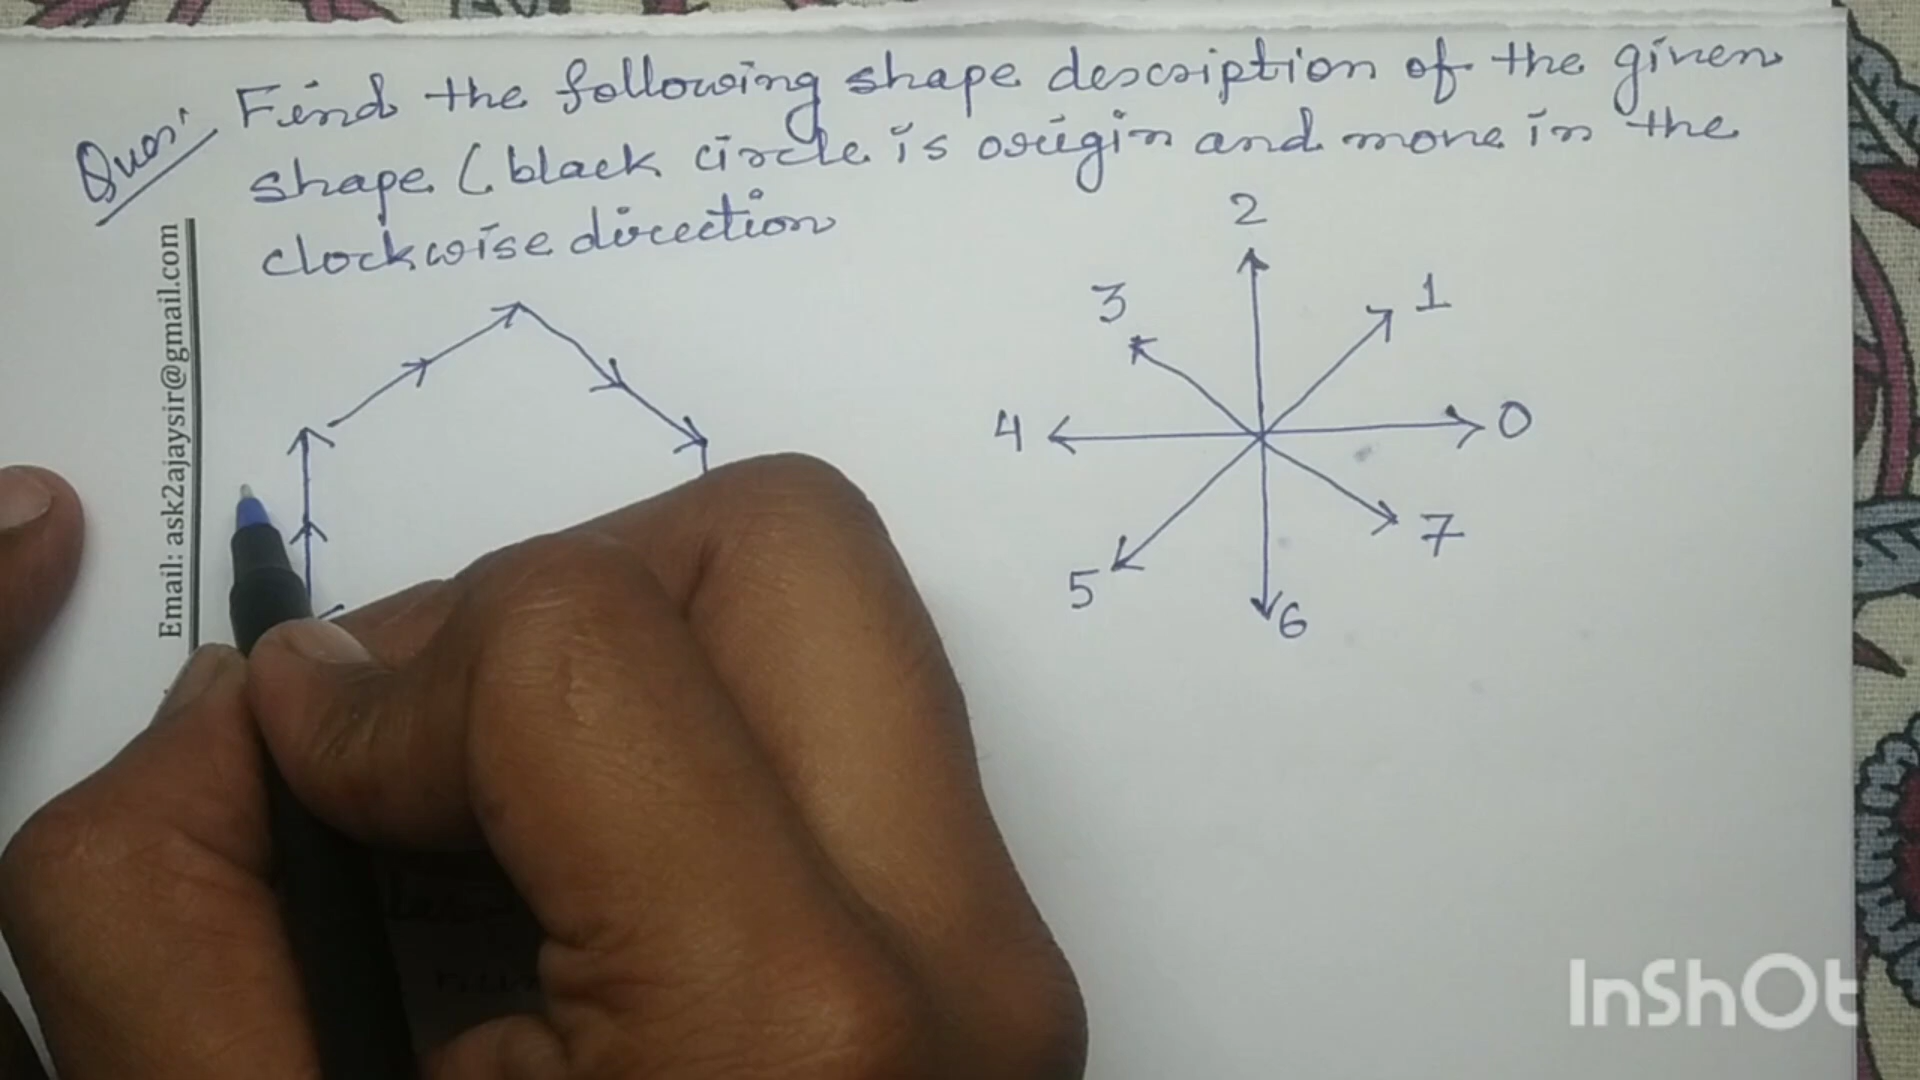 Ques:
Find the following shape description of the given
shape (black circle is origin and move in the
clockwise direction
Email: ask2ajaysir@gmail.com
2
3
1
4
0
5
7
6
InShOt